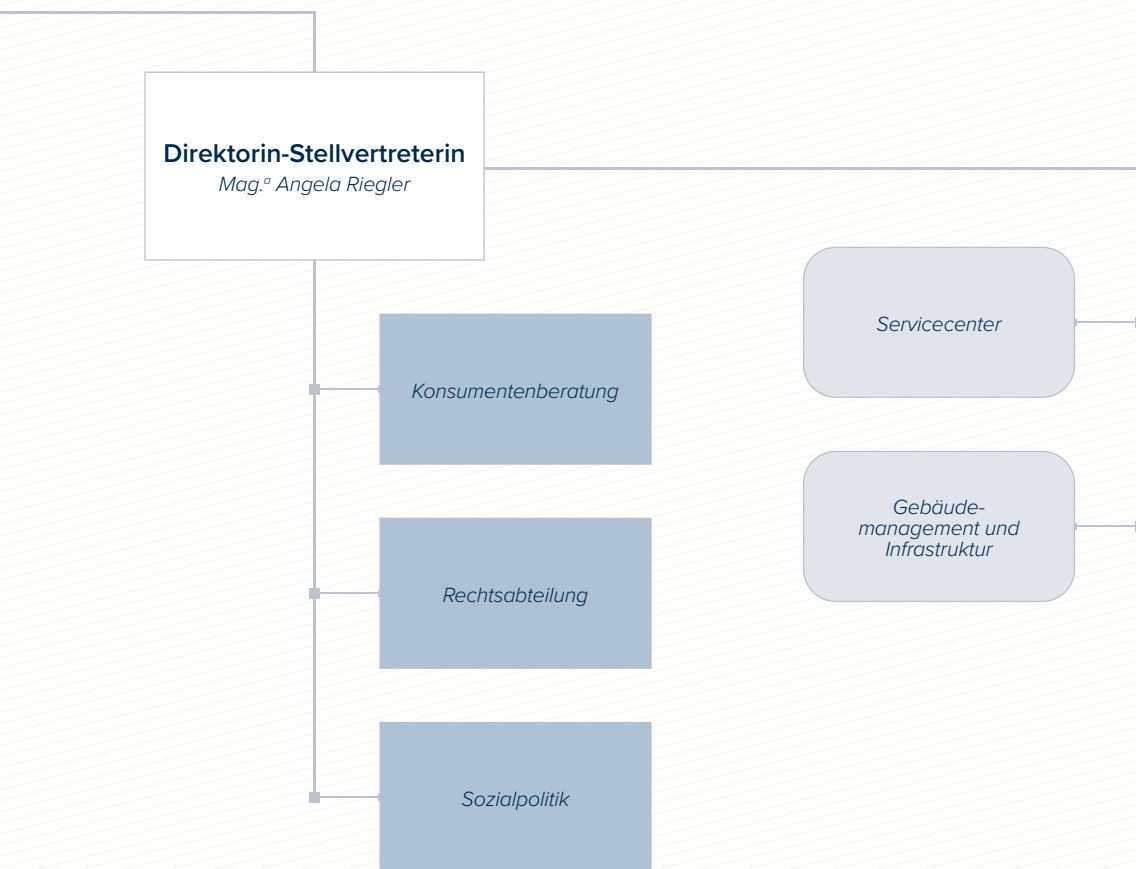 Direktorin-Stellvertreterin
Mag.ª Angela Riegler
Servicecenter
Konsumentenberatung
Gebäude-
management und
Infrastruktur
Rechtsabteilung
Sozialpolitik